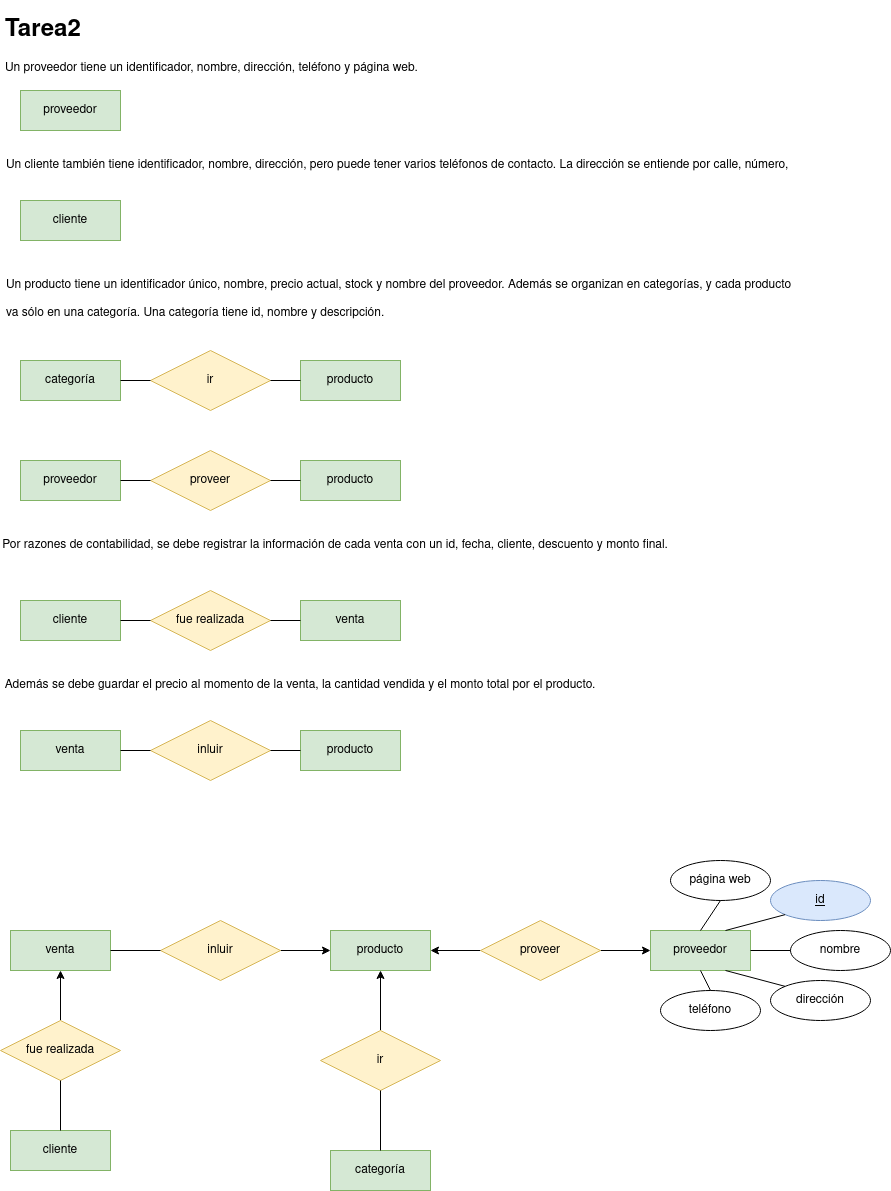 Tarea2
Un proveedor tiene un identificador, nombre, dirección, teléfono y página web.
proveedor
Un cliente también tiene identificador, nombre, dirección, pero puede tener varios teléfonos de contacto. La dirección se entiende por calle, número,
cliente
Un producto tiene un identificador único, nombre, precio actual, stock y nombre del proveedor. Además se organizan en categorías, y cada producto
va sólo en una categoría. Una categoría tiene id, nombre y descripción.
categoría ir producto
proveedor proveer producto
Por razones de contabilidad, se debe registrar la información de cada venta con un id, fecha, cliente, descuento y monto final.
cliente fue realizada venta
Además se debe guardar el precio al momento de la venta, la cantidad vendida y el monto total por el producto.
venta inluir producto
página web
id
venta inluir producto proveer proveedor nombre
dirección
teléfono
fue realizada
ir
cliente
categoría